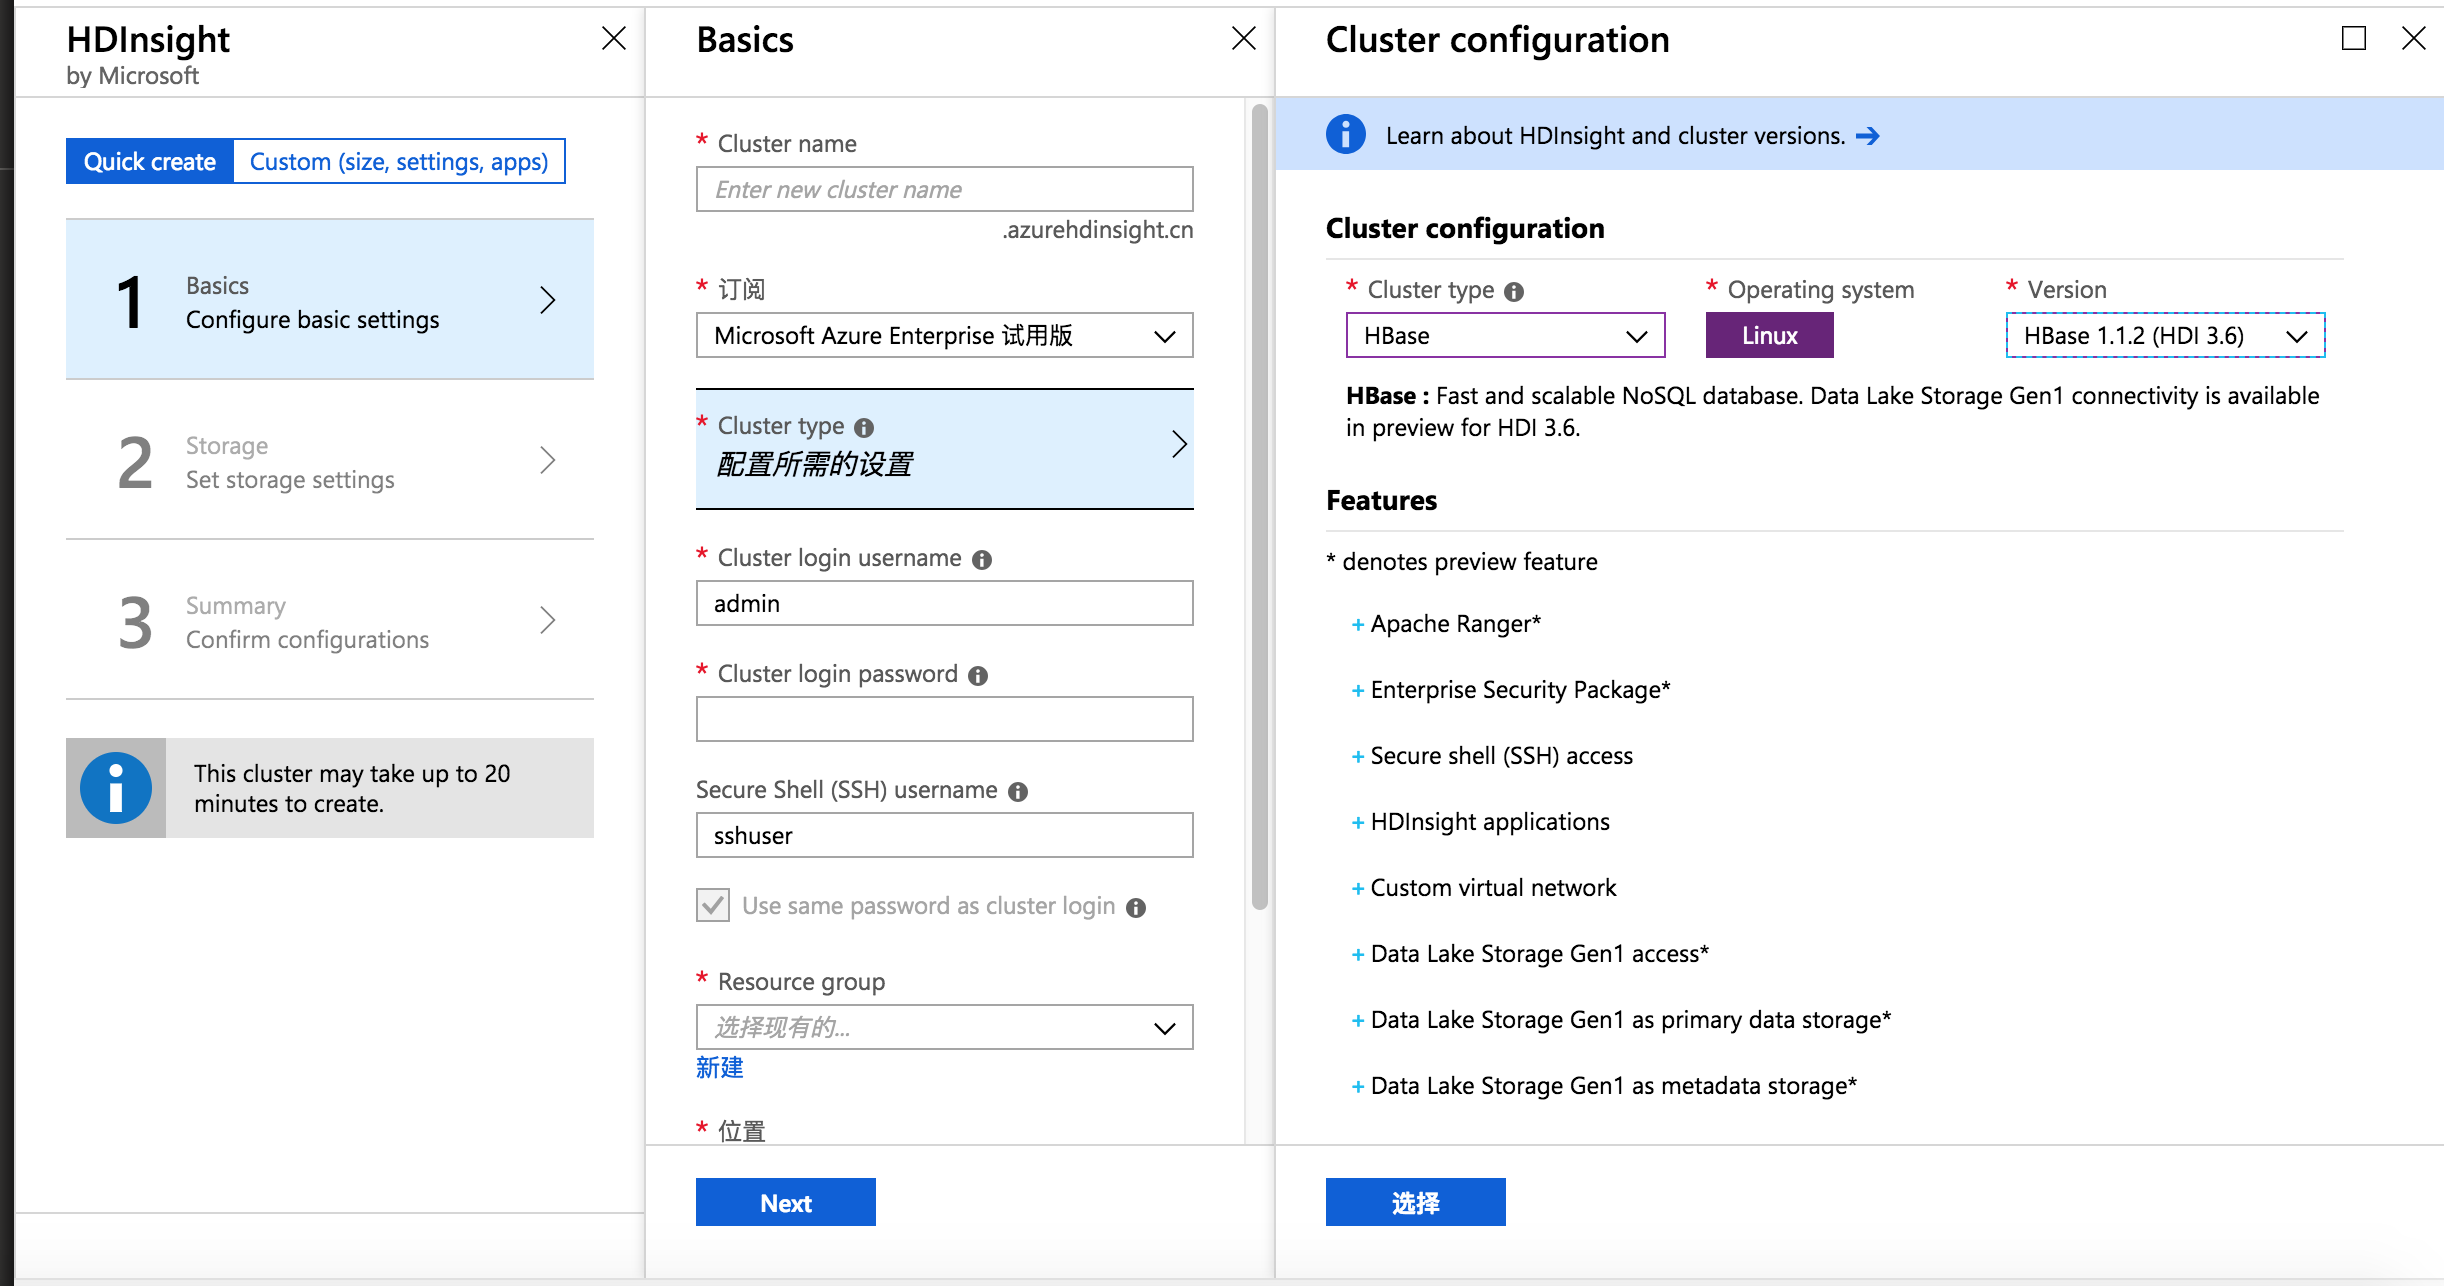 HDInsight
by Microsoft
Quick create
Custom (size, settings, apps)
1
Basics
Configure basic settings
2
Storage
Set storage settings
3
Summary
Confirm configurations
This cluster may take up to 20
minutes to create.
Basics
* Cluster name
Enter new cluster name
.azurehdinsight.cn
* 订阅
Microsoft Azure Enterprise 试用版
* Cluster type
配置所需的设置
* Cluster login username
admin
* Cluster login password
Secure Shell (SSH) username
sshuser
Use same password as cluster login
* Resource group
选择现有的...
新建
* 位置
Next
Cluster configuration
Learn about HDInsight and cluster versions.
Cluster configuration
* Cluster type
* Operating system
* Version
HBase
Linux
HBase 1.1.2 (HDI 3.6)
HBase : Fast and scalable NoSQL database. Data Lake Storage Gen1 connectivity is available
in preview for HDI 3.6.
Features
* denotes preview feature
+ Apache Ranger*
+ Enterprise Security Package*
+ Secure shell (SSH) access
+ HDInsight applications
+ Custom virtual network
+ Data Lake Storage Gen1 access*
+ Data Lake Storage Gen1 as primary data storage*
+ Data Lake Storage Gen1 as metadata storage*
选择